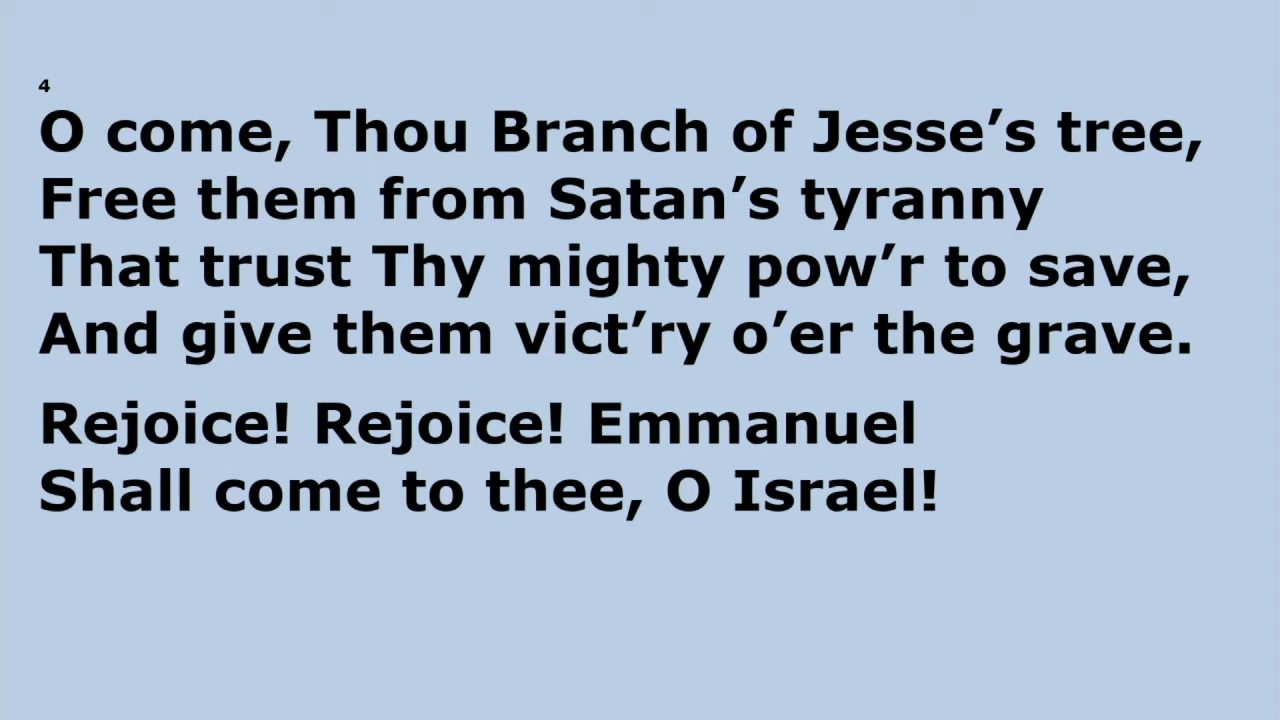 4
O come, Thou Branch of Jesse’s tree,
Free them from Satan’s tyranny
That trust Thy mighty pow’r to save,
And give them vict’ry o’er the grave.
Rejoice! Rejoice! Emmanuel
Shall come to thee, O Israel!